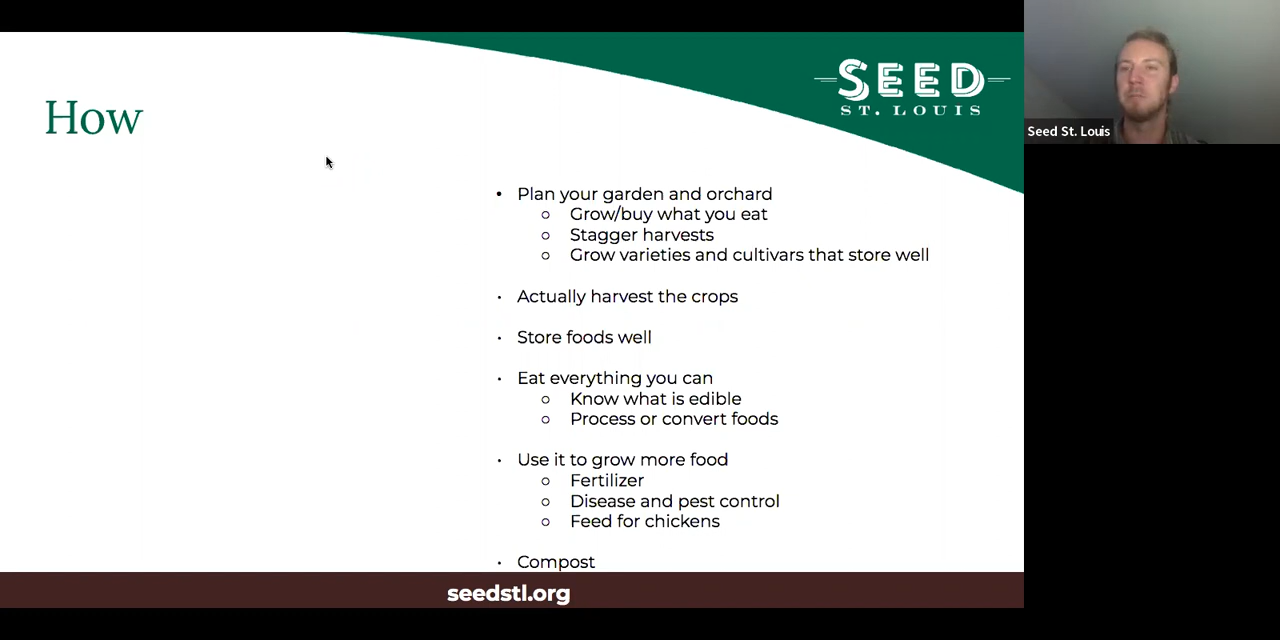 How
SEED
ST. LOUIS
Seed St. Louis
• Plan your garden and orchard
○ Grow/buy what you eat
○ Stagger harvests
○ Grow varieties and cultivars that store well
• Actually harvest the crops
• Store foods well
• Eat everything you can
○ Know what is edible
○ Process or convert foods
• Use it to grow more food
○ Fertilizer
○ Disease and pest control
○ Feed for chickens
• Compost
seedstl.org